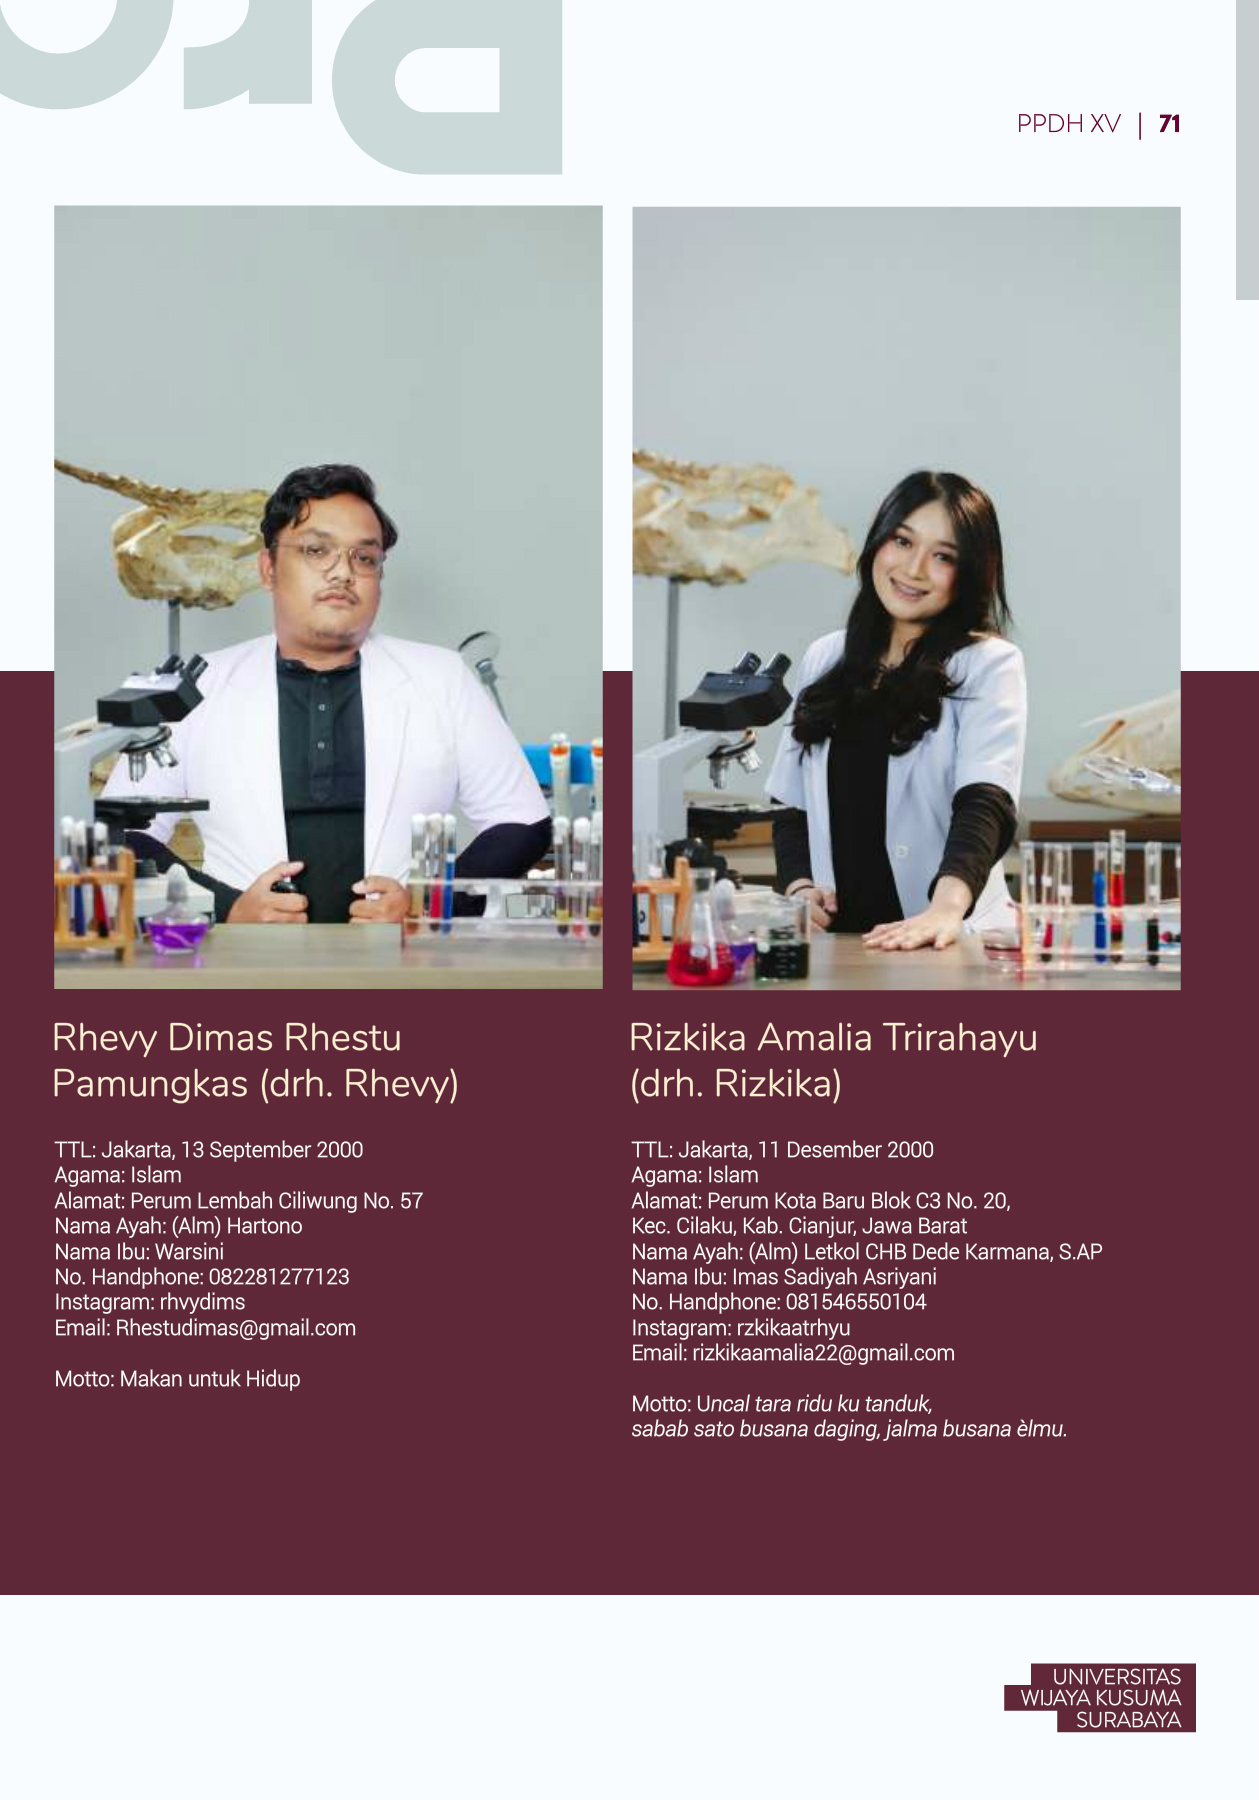 PPDH XV | 71
Rhevy Dimas Rhestu
Pamungkas (drh. Rhevy)
TTL: Jakarta, 13 September 2000
Agama: Islam
Alamat: Perum Lembah Ciliwung No. 57
Nama Ayah: (Alm) Hartono
Nama Ibu: Warsini
No. Handphone: 082281277123
Instagram: rhvydims
Email: Rhestudimas@gmail.com
Motto: Makan untuk Hidup
Rizkika Amalia Trirahayu
(drh. Rizkika)
TTL: Jakarta, 11 Desember 2000
Agama: Islam
Alamat: Perum Kota Baru Blok C3 No. 20,
Kec. Cilaku, Kab. Cianjur, Jawa Barat
Nama Ayah: (Alm) Letkol CHB Dede Karmana, S.AP
Nama Ibu: Imas Sadiyah Asriyani
No. Handphone: 081546550104
Instagram: rzkikaatrhyu
Email: rizkikaamalia22@gmail.com
Motto: Uncal tara ridu ku tanduk,
sabab sato busana daging, jalma busana èlmu.
UNIVERSITAS
WIJAYA KUSUMA
SURABAYA